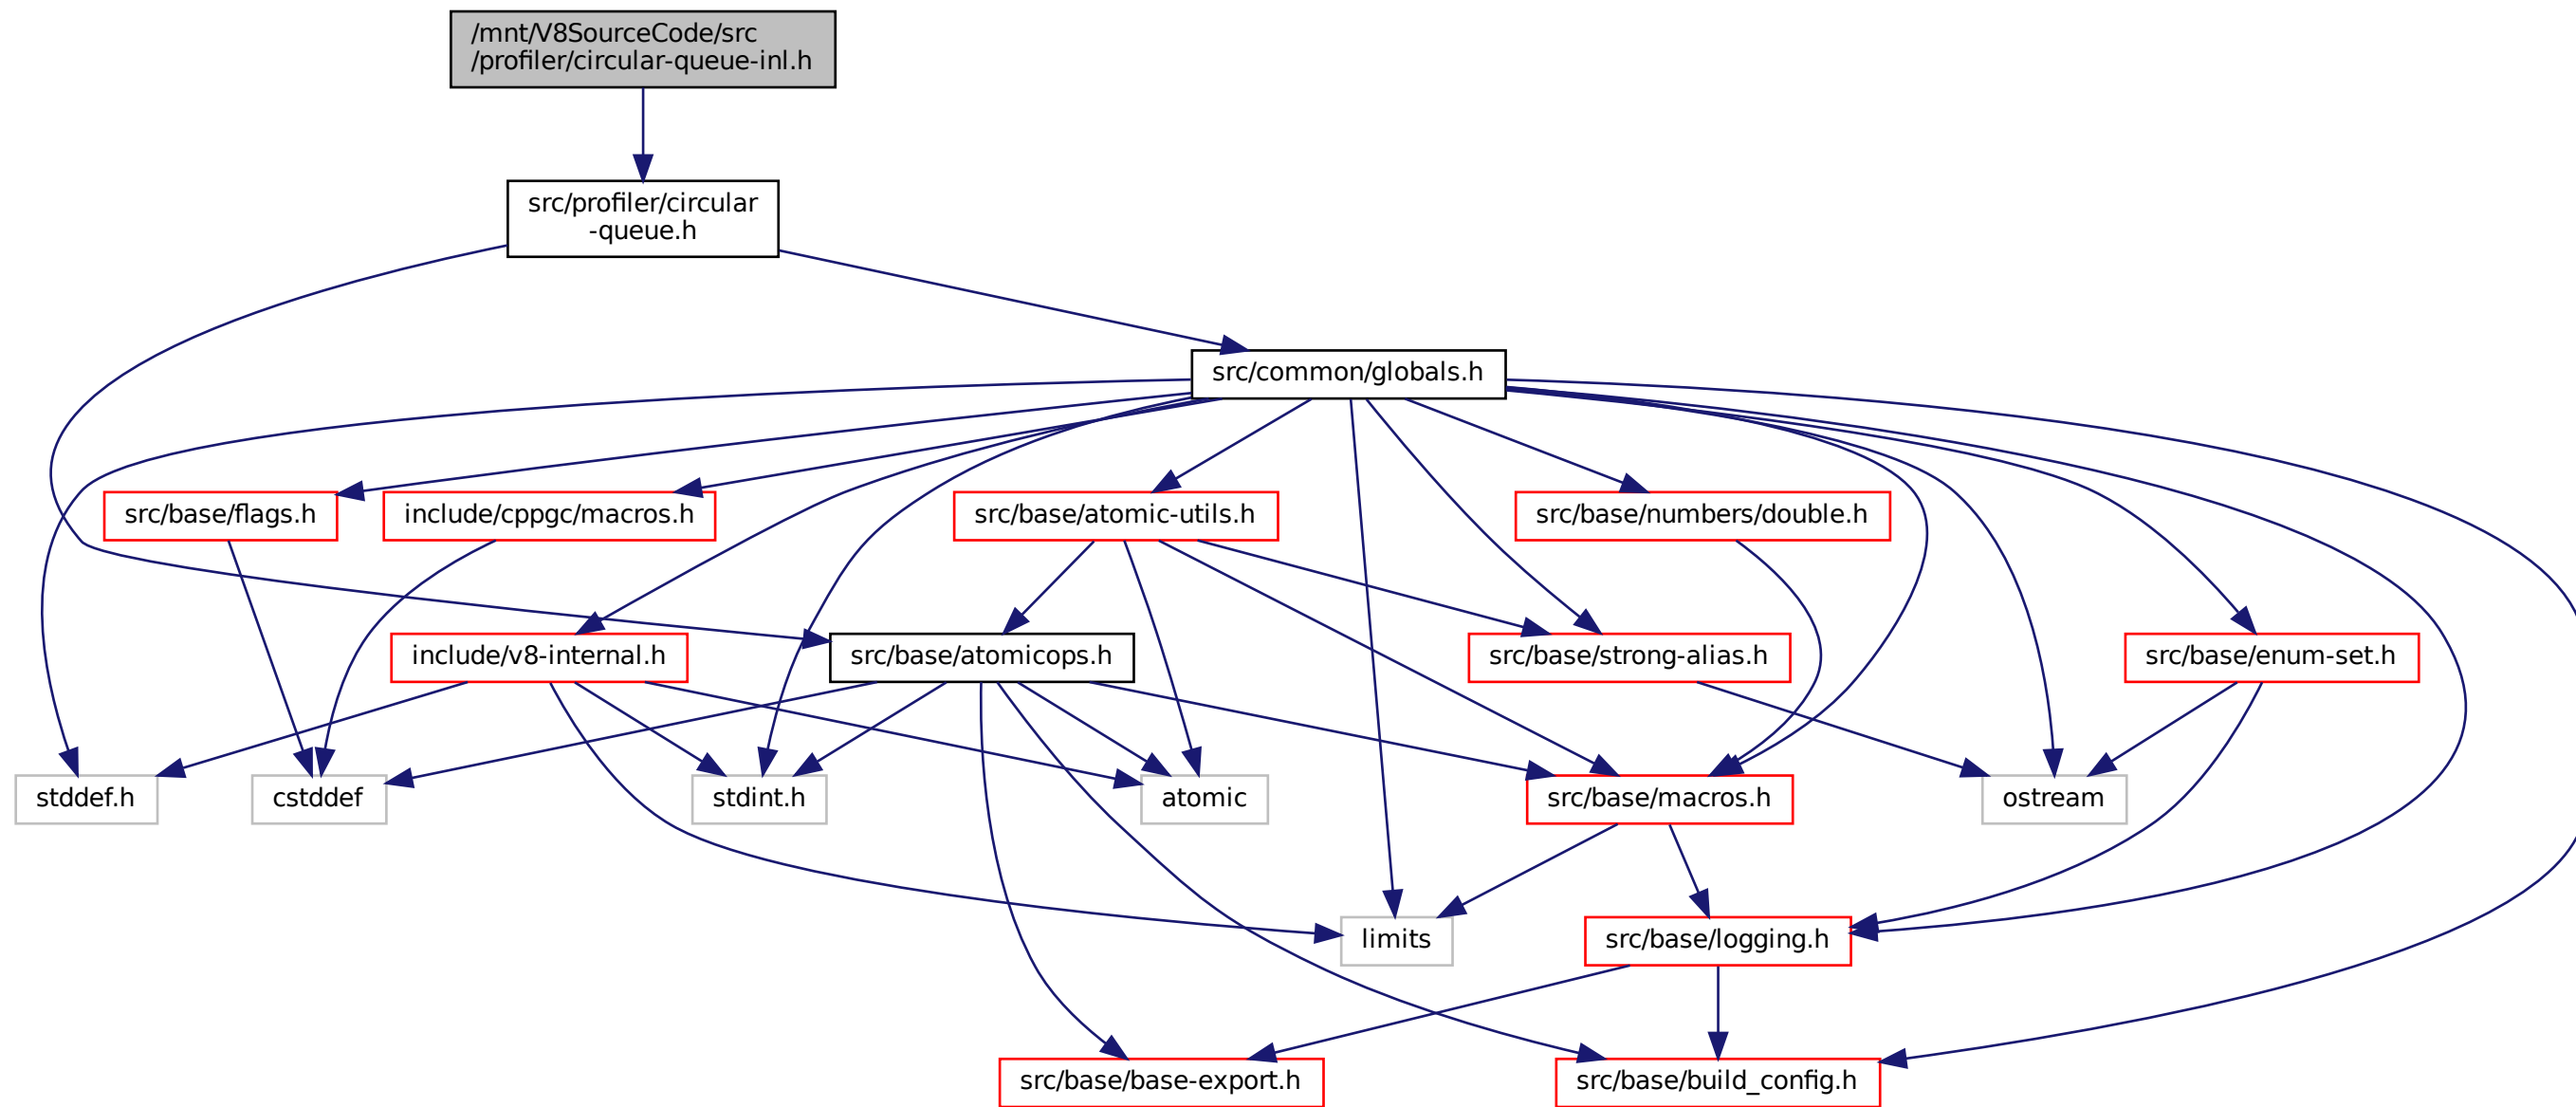 /mnt/V8SourceCode/src
/profiler/circular-queue-inl.h
src/profiler/circular
-queue.h
src/common/globals.h
src/base/flags.h
include/cppgc/macros.h
src/base/atomic-utils.h
src/base/numbers/double.h
include/v8-internal.h
src/base/atomicops.h
src/base/strong-alias.h
src/base/enum-set.h
stddef.h
cstddef
stdint.h
atomic
src/base/macros.h
ostream
limits
src/base/logging.h
src/base/base-export.h
src/base/build_config.h